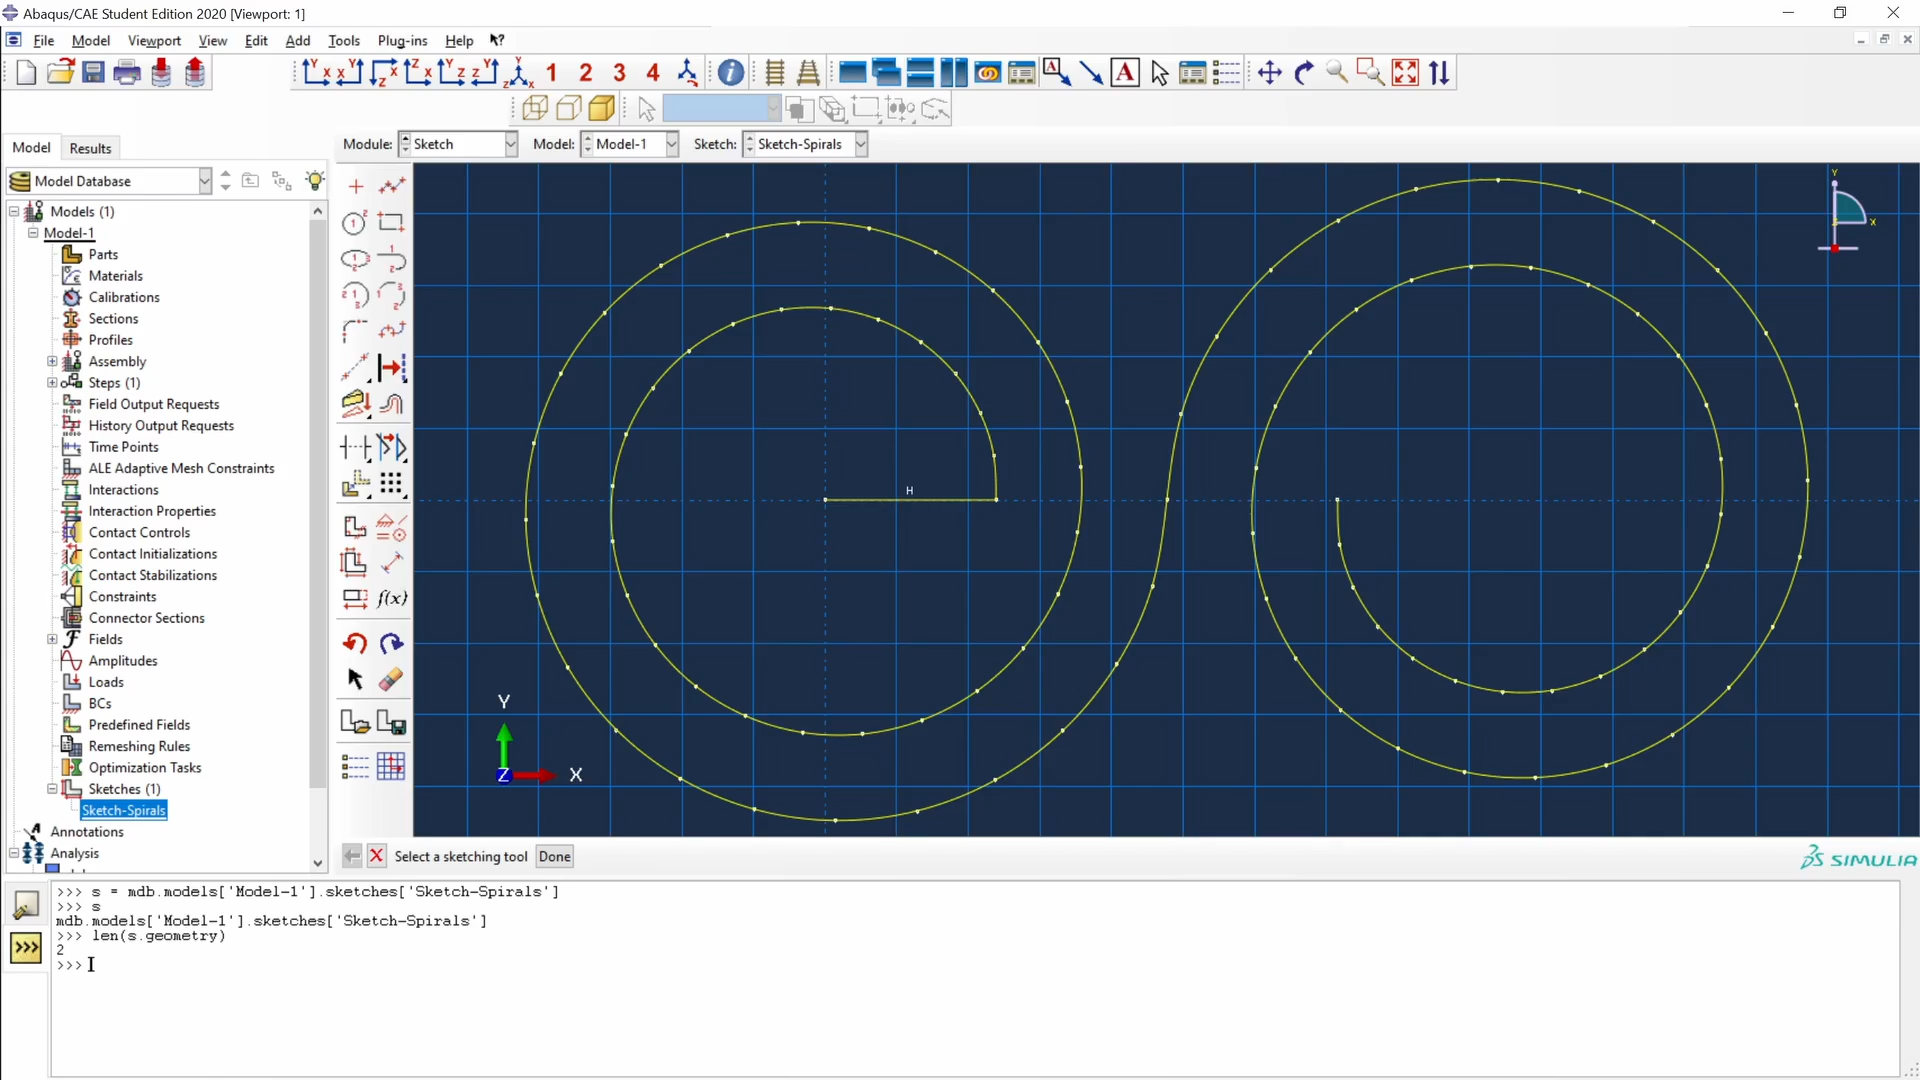 Abaqus/CAE Student Edition 2020 [Viewport: 1]
File Model Viewport View Edit Add Tools Plug-ins Help
1 2 3 4
Model Results
Module: Sketch Model: Model-1 Sketch: Sketch-Spirals
Model Database
Models (1)
Model-1
Parts
Materials
Calibrations
Sections
Profiles
Assembly
Steps (1)
Field Output Requests
History Output Requests
Time Points
ALE Adaptive Mesh Constraints
Interactions
Interaction Properties
Contact Controls
Contact Initializations
Contact Stabilizations
Constraints
Connector Sections
Fields
Amplitudes
Loads
BCs
Predefined Fields
Remeshing Rules
Optimization Tasks
Sketches (1)
Sketch-Spirals
Annotations
Analysis
f(x)
H
Y
X
Y
Z
X
Select a sketching tool Done
SIMULIA
>>> s = mdb.models['Model-1'].sketches['Sketch-Spirals']
>>> s
mdb.models['Model-1'].sketches['Sketch-Spirals']
>>> len(s.geometry)
2
>>>